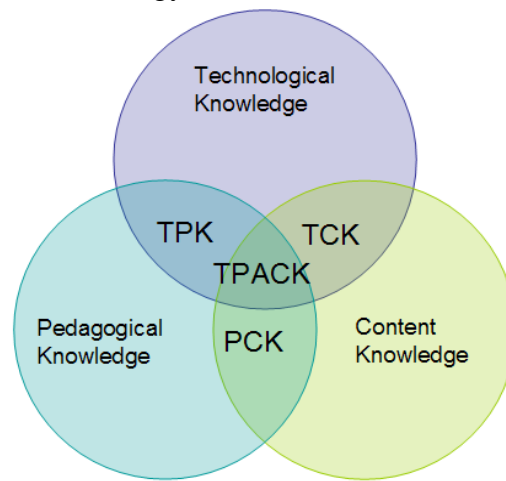 Technological
Knowledge
TPK
TCK
TPACK
Pedagogical
Knowledge
PCK
Content
Knowledge